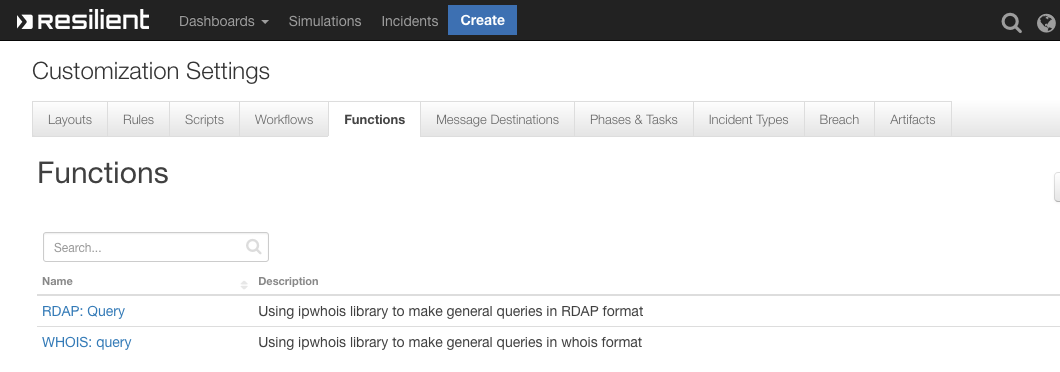 resilient Dashboards Simulations Incidents Create
Customization Settings
Layouts Rules Scripts Workflows Functions Message Destinations Phases & Tasks Incident Types Breach Artifacts
Functions
Search...
Name Description
RDAP: Query Using ipwhois library to make general queries in RDAP format
WHOIS: query Using ipwhois library to make general queries in whois format